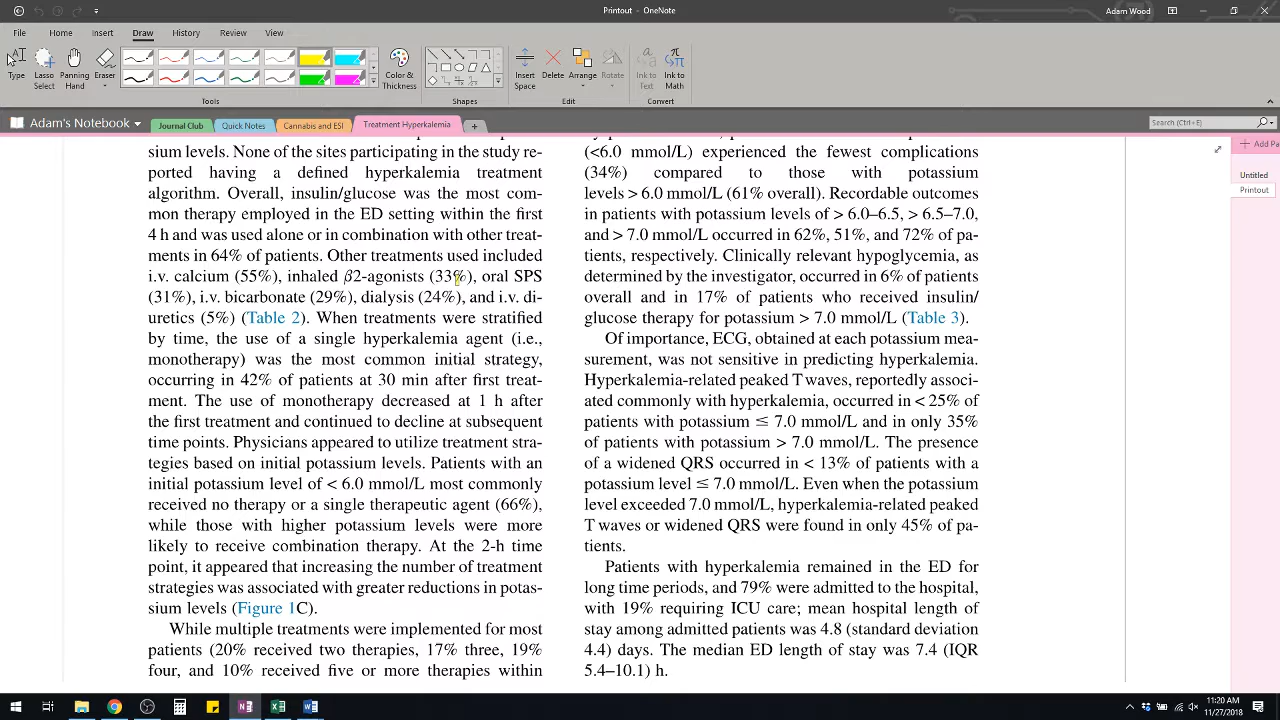 Printout - OneNote
Adam Wood
File
Home
Insert
Draw
History
Review
View
Type
Lasso
Select
Panning
Hand
Eraser
Color &
Thickness
Insert
Space
Delete
Arrange
Rotate
Ink to
Text
Ink to
Math
Tools
Shapes
Edit
Convert
Adam's Notebook
Journal Club
Quick Notes
Cannabis and ESI
Treatment Hyperkalemia
Search (Ctrl+E)
Add Pa
Untitled
Printout
sium levels. None of the sites participating in the study re-
ported having a defined hyperkalemia treatment
algorithm. Overall, insulin/glucose was the most com-
mon therapy employed in the ED setting within the first
4 h and was used alone or in combination with other treat-
ments in 64% of patients. Other treatments used included
i.v. calcium (55%), inhaled β2-agonists (33%), oral SPS
(31%), i.v. bicarbonate (29%), dialysis (24%), and i.v. di-
uretics (5%) (Table 2). When treatments were stratified
by time, the use of a single hyperkalemia agent (i.e.,
monotherapy) was the most common initial strategy,
occurring in 42% of patients at 30 min after first treat-
ment. The use of monotherapy decreased at 1 h after
the first treatment and continued to decline at subsequent
time points. Physicians appeared to utilize treatment stra-
tegies based on initial potassium levels. Patients with an
initial potassium level of < 6.0 mmol/L most commonly
received no therapy or a single therapeutic agent (66%),
while those with higher potassium levels were more
likely to receive combination therapy. At the 2-h time
point, it appeared that increasing the number of treatment
strategies was associated with greater reductions in potas-
sium levels (Figure 1C).
While multiple treatments were implemented for most
patients (20% received two therapies, 17% three, 19%
four, and 10% received five or more therapies within
(<6.0 mmol/L) experienced the fewest complications
(34%) compared to those with potassium
levels > 6.0 mmol/L (61% overall). Recordable outcomes
in patients with potassium levels of > 6.0–6.5, > 6.5–7.0,
and > 7.0 mmol/L occurred in 62%, 51%, and 72% of pa-
tients, respectively. Clinically relevant hypoglycemia, as
determined by the investigator, occurred in 6% of patients
overall and in 17% of patients who received insulin/
glucose therapy for potassium > 7.0 mmol/L (Table 3).
Of importance, ECG, obtained at each potassium mea-
surement, was not sensitive in predicting hyperkalemia.
Hyperkalemia-related peaked T waves, reportedly associ-
ated commonly with hyperkalemia, occurred in < 25% of
patients with potassium ≤ 7.0 mmol/L and in only 35%
of patients with potassium > 7.0 mmol/L. The presence
of a widened QRS occurred in < 13% of patients with a
potassium level ≤ 7.0 mmol/L. Even when the potassium
level exceeded 7.0 mmol/L, hyperkalemia-related peaked
T waves or widened QRS were found in only 45% of pa-
tients.
Patients with hyperkalemia remained in the ED for
long time periods, and 79% were admitted to the hospital,
with 19% requiring ICU care; mean hospital length of
stay among admitted patients was 4.8 (standard deviation
4.4) days. The median ED length of stay was 7.4 (IQR
5.4–10.1) h.
11:20 AM
11/27/2018